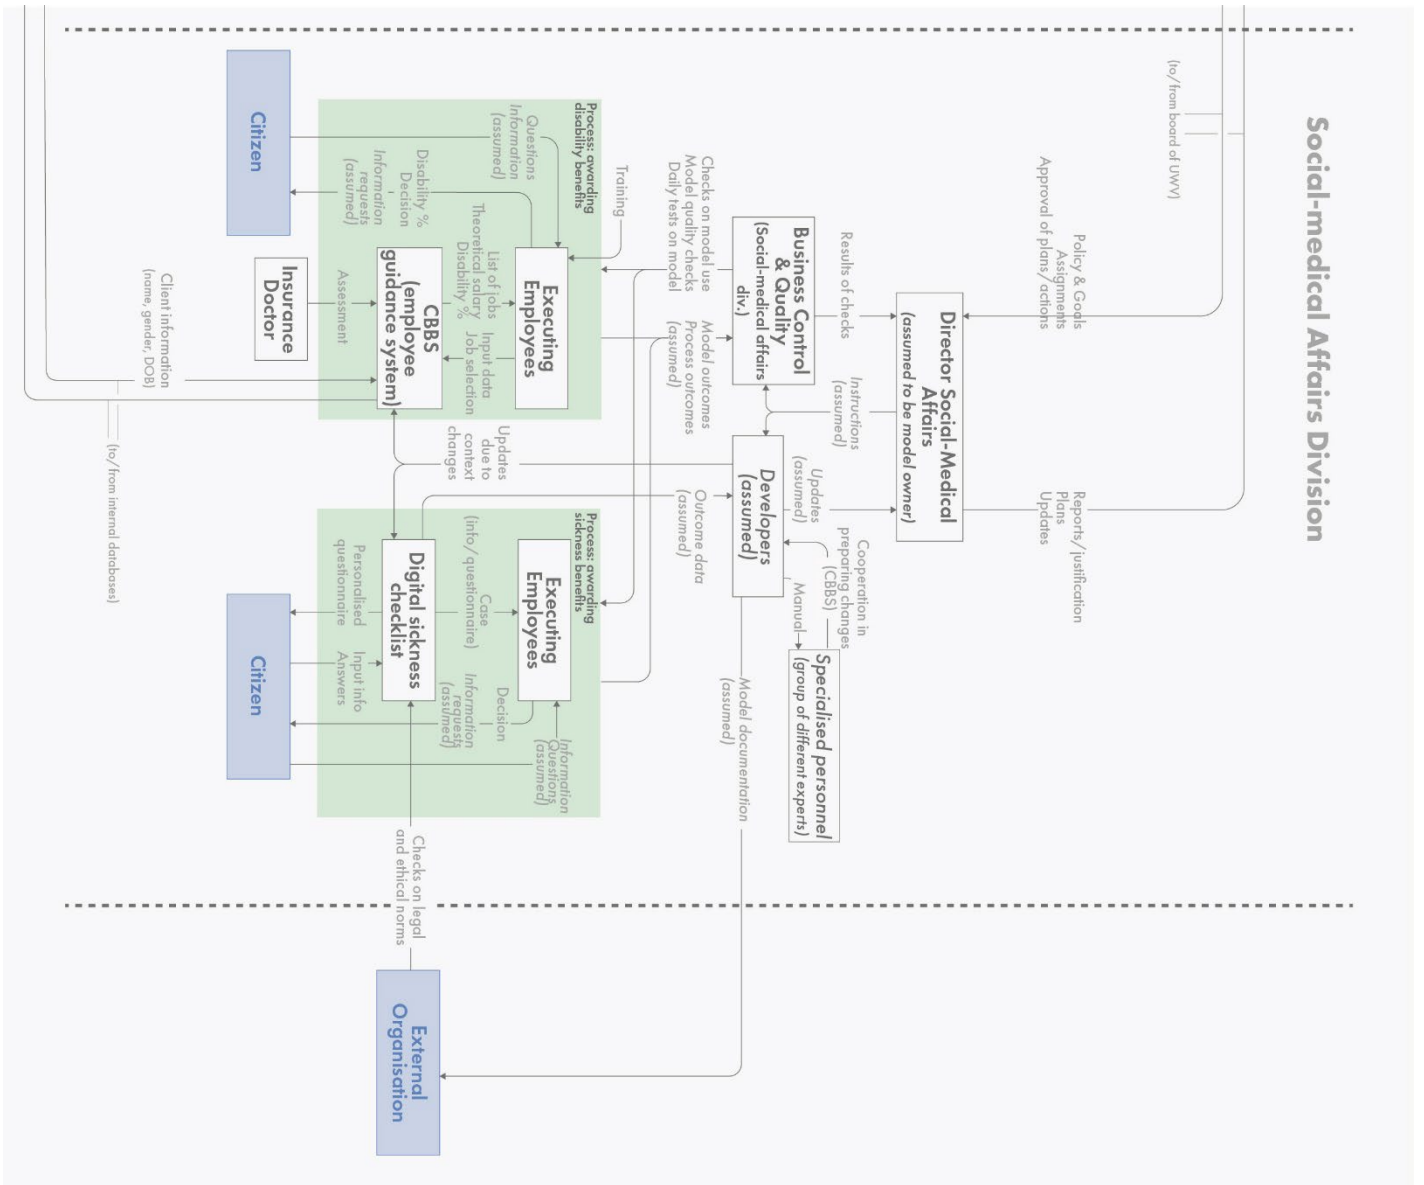 Social-medical Affairs Division
(to/from board of UWV)
Policy & Goals
Assignments
Approval of plans/actions
Reports/justification
Plans
Updates
Director Social-Medical
Affairs
(assumed to be model owner)
Results of checks
Instructions
(assumed)
Updates
(assumed)
Cooperation in
preparing changes
(CBBS)
Manual
Specialised personnel
(group of different experts)
Business Control
& Quality
(Social-medical affairs
div.)
Developers
(assumed)
Checks on model use
Model quality checks
Daily tests on model
Model outcomes
Process outcomes
(assumed)
Outcome data
(assumed)
Model documentation
(assumed)
Training
Process: awarding
disability benefits
Questions
Information
(assumed)
Executing
Employees
List of jobs
Theoretical salary
Disability %
Input data
Job selection
Disability %
Decision
Information
requests
(assumed)
CBBS
(employee
guidance system)
Assessment
Insurance
Doctor
Citizen
Client information
(name, gender, DOB)
(to/from internal databases)
Updates
due to
context
changes
Process: awarding
sickness benefits
Executing
Employees
Case
(info/questionnaire)
Decision
Information
requests
(assumed)
Information
Questions
(assumed)
Digital sickness
checklist
Personalised
questionnaire
Input info
Answers
Citizen
Checks on legal
and ethical norms
External
Organisation